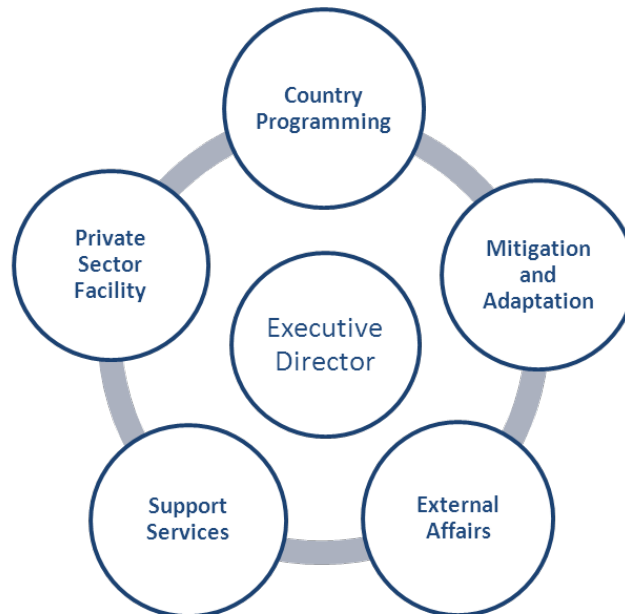 Country
Programming
Private
Sector
Facility
Mitigation
and
Adaptation
Executive
Director
Support
Services
External
Affairs